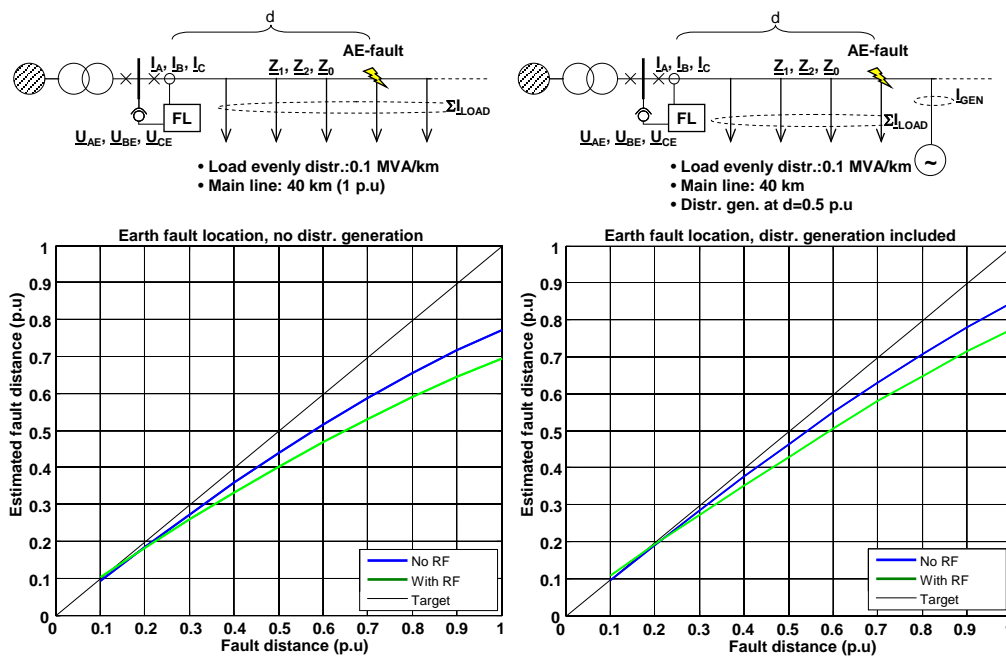 d
AE-fault
I_A, I_B, I_C
Z_1, Z_2, Z_0
ΣI_LOAD
FL
U_AE, U_BE, U_CE
• Load evenly distr.:0.1 MVA/km
• Main line: 40 km (1 p.u)
d
AE-fault
I_A, I_B, I_C
Z_1, Z_2, Z_0
I_GEN
ΣI_LOAD
FL
U_AE, U_BE, U_CE
~
• Load evenly distr.:0.1 MVA/km
• Main line: 40 km
• Distr. gen. at d=0.5 p.u
Earth fault location, no distr. generation
Estimated fault distance (p.u)
1
0.9
0.8
0.7
0.6
0.5
0.4
0.3
0.2
0.1
0
No RF
With RF
Target
0 0.1 0.2 0.3 0.4 0.5 0.6 0.7 0.8 0.9 1
Fault distance (p.u)
Earth fault location, distr. generation included
Estimated fault distance (p.u)
1
0.9
0.8
0.7
0.6
0.5
0.4
0.3
0.2
0.1
0
No RF
With RF
Target
0 0.1 0.2 0.3 0.4 0.5 0.6 0.7 0.8 0.9 1
Fault distance (p.u)